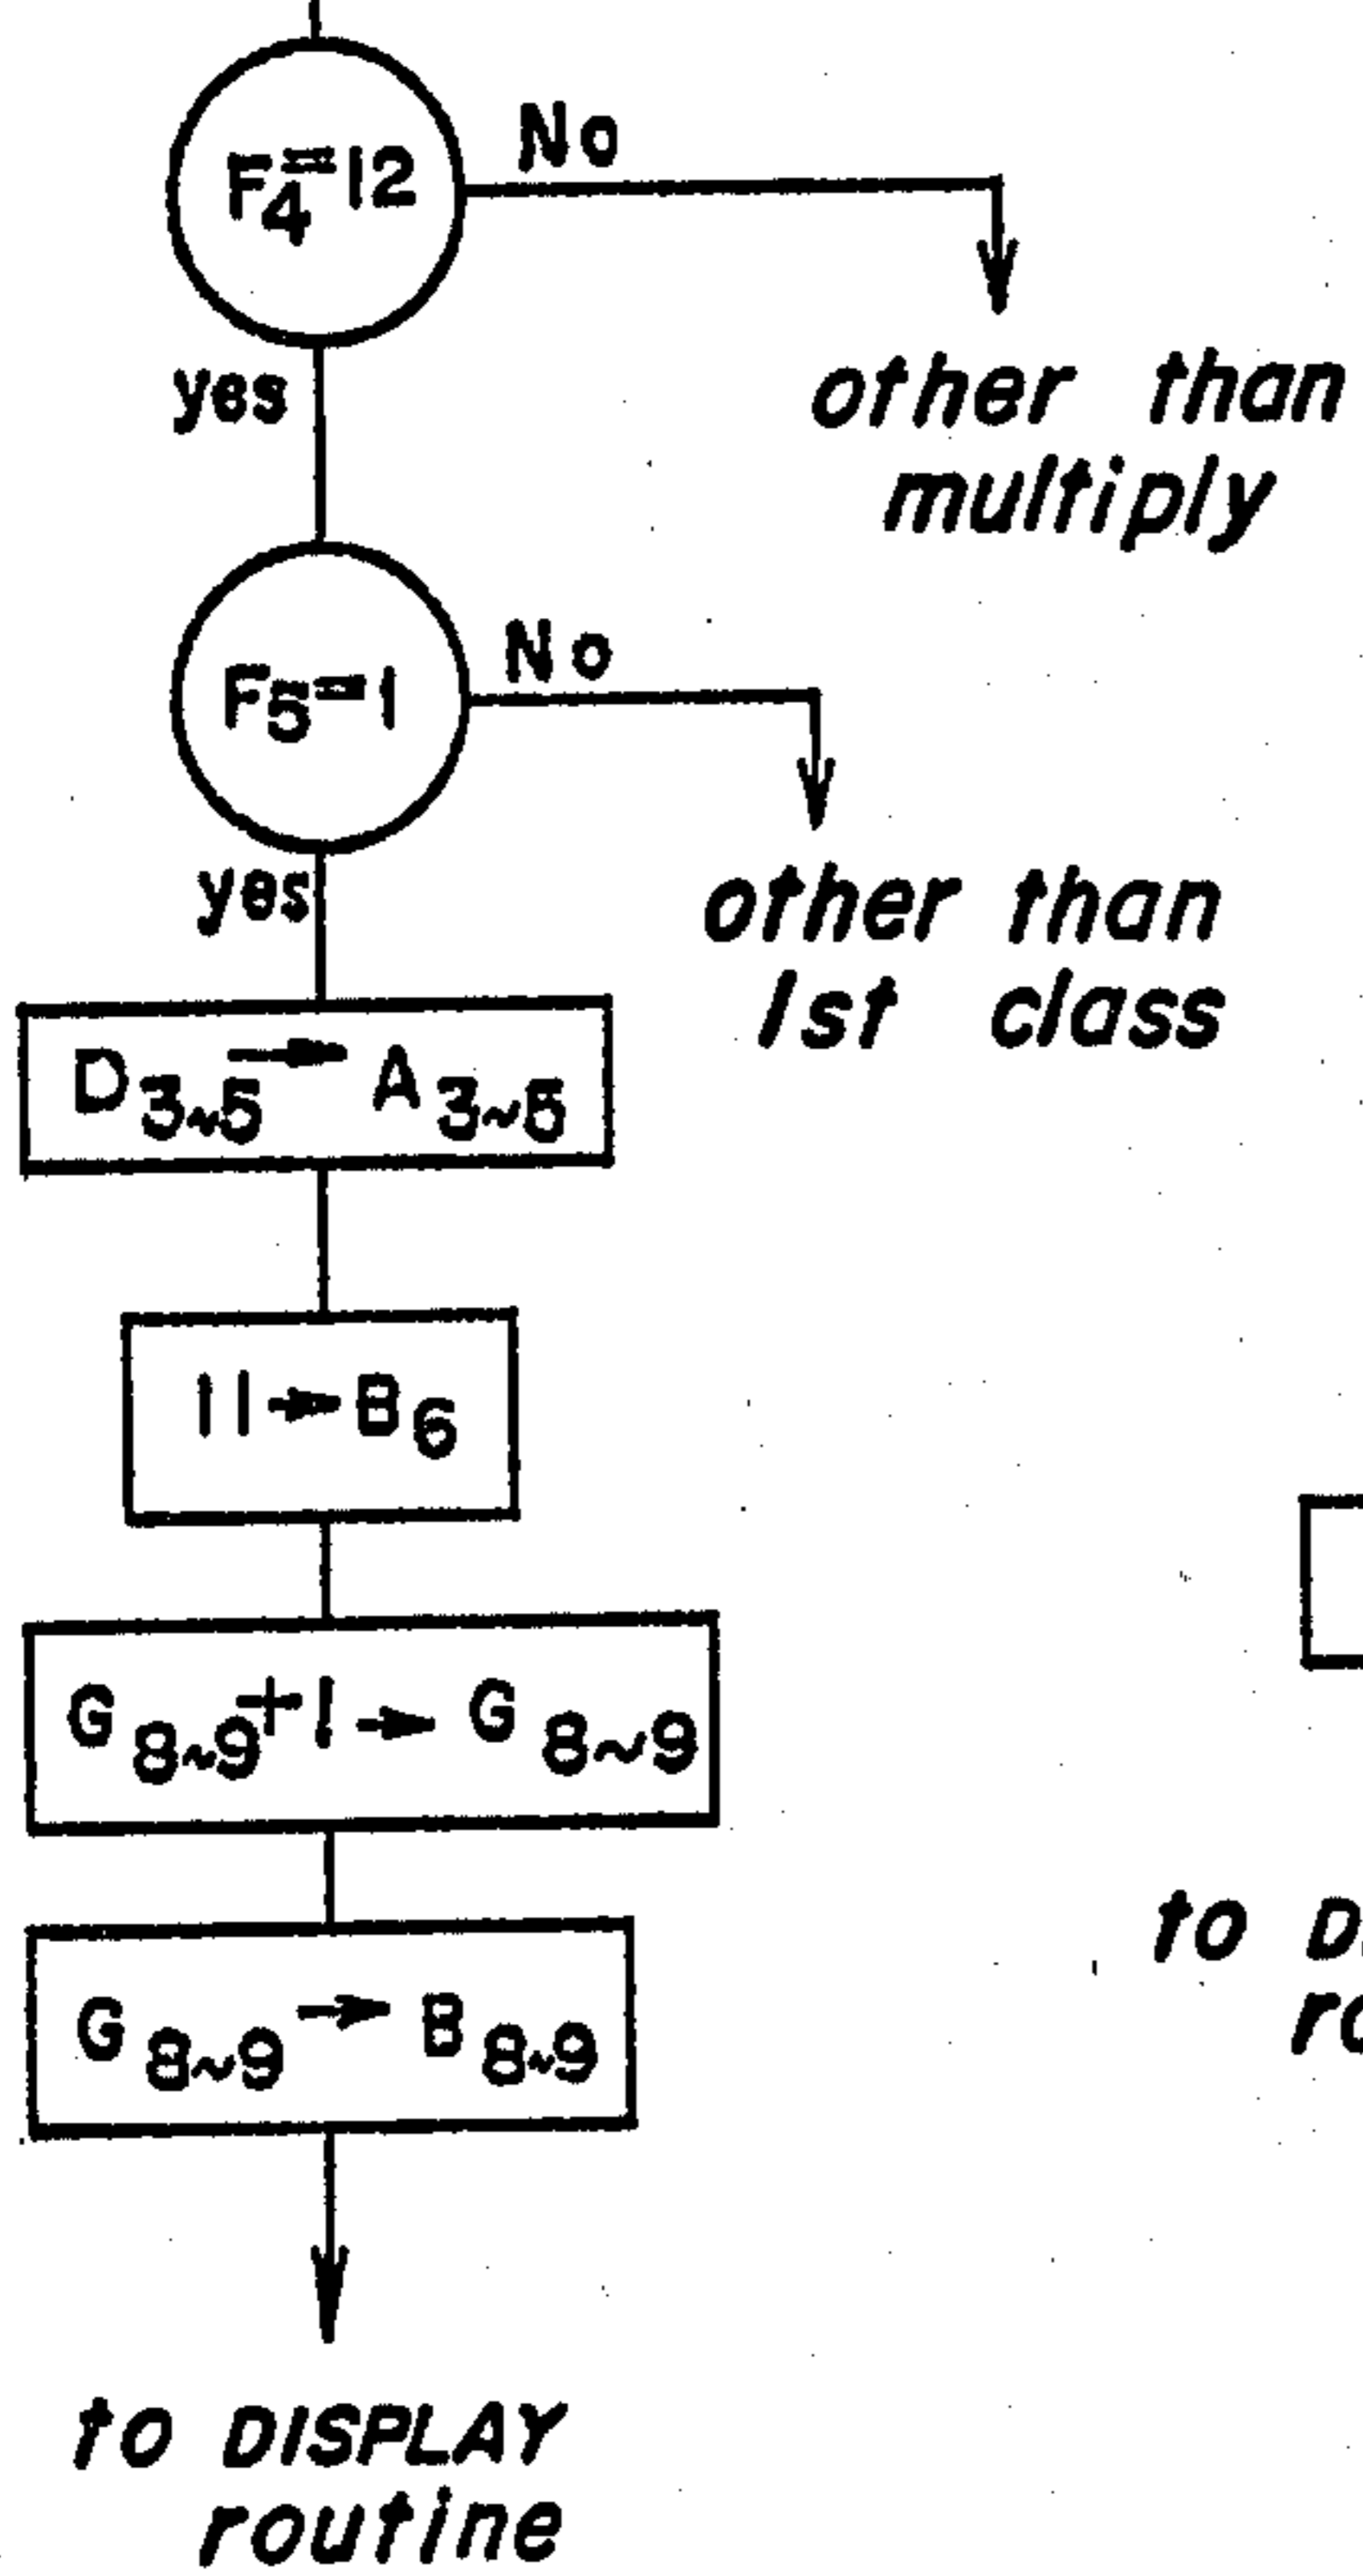 F4=12
No
yes
other than
multiply
F5=1
No
yes
other than
1st class
D3~5 → A3~5
11 → B6
G8~9+1 → G8~9
G8~9 → B8~9
to DISPLAY
routine
to